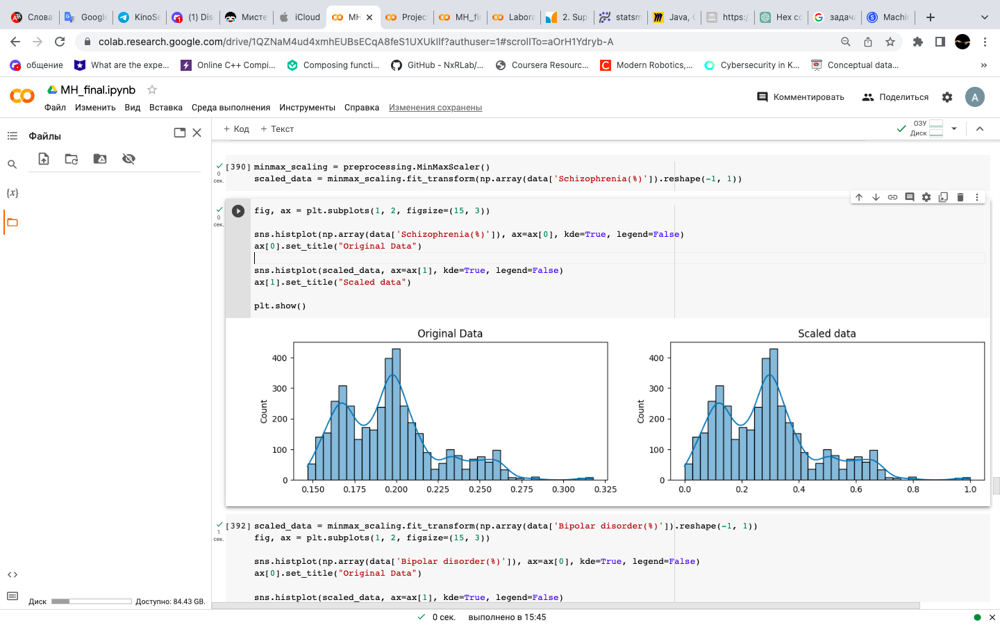 Слова
Google
KinoSe
(1) Dis
Мисте
iCloud
MH
Projec
MH_fi
Labora
2. Sup
statsm
Java, (
https:/
Hex co
задача
Machi
colab.research.google.com/drive/1QZNaM4ud4xmhEUBsECqA8feS1UXUkIlf?authuser=1#scrollTo=aOrH1Ydryb-A
общение
What are the expe...
Online C++ Compi...
Composing functi...
GitHub - NxRLab/...
Coursera Resourc...
Modern Robotics,...
Cybersecurity in K...
Conceptual data...
»
MH_final.ipynb
Комментировать
Поделиться
A
Файл Изменить Вид Вставка Среда выполнения Инструменты Справка Изменения сохранены
Файлы
+ Код + Текст
ОЗУ
Диск
{x}
0
сек.
[390] minmax_scaling = preprocessing.MinMaxScaler()
scaled_data = minmax_scaling.fit_transform(np.array(data['Schizophrenia(%)']).reshape(-1, 1))
0
сек.
fig, ax = plt.subplots(1, 2, figsize=(15, 3))
sns.histplot(np.array(data['Schizophrenia(%)']), ax=ax[0], kde=True, legend=False)
ax[0].set_title("Original Data")
sns.histplot(scaled_data, ax=ax[1], kde=True, legend=False)
ax[1].set_title("Scaled data")
plt.show()
Original Data
Count
400
300
200
100
0
0.150 0.175 0.200 0.225 0.250 0.275 0.300 0.325
Scaled data
Count
400
300
200
100
0
0.0 0.2 0.4 0.6 0.8 1.0
1
сек.
[392] scaled_data = minmax_scaling.fit_transform(np.array(data['Bipolar disorder(%)']).reshape(-1, 1))
fig, ax = plt.subplots(1, 2, figsize=(15, 3))
sns.histplot(np.array(data['Bipolar disorder(%)']), ax=ax[0], kde=True, legend=False)
ax[0].set_title("Original Data")
sns.histplot(scaled_data, ax=ax[1], kde=True, legend=False)
Диск
Доступно: 84.43 GB.
0 сек. выполнено в 15:45